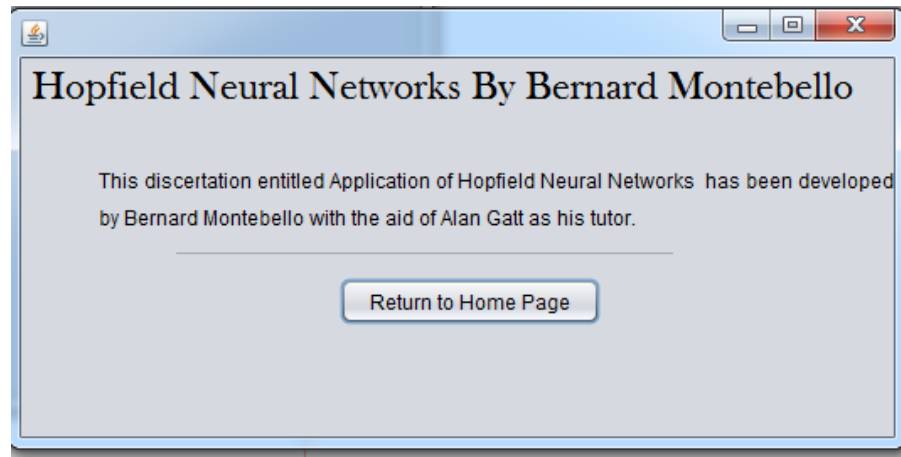 Hopfield Neural Networks By Bernard Montebello
This discertation entitled Application of Hopfield Neural Networks has been developed
by Bernard Montebello with the aid of Alan Gatt as his tutor.
Return to Home Page